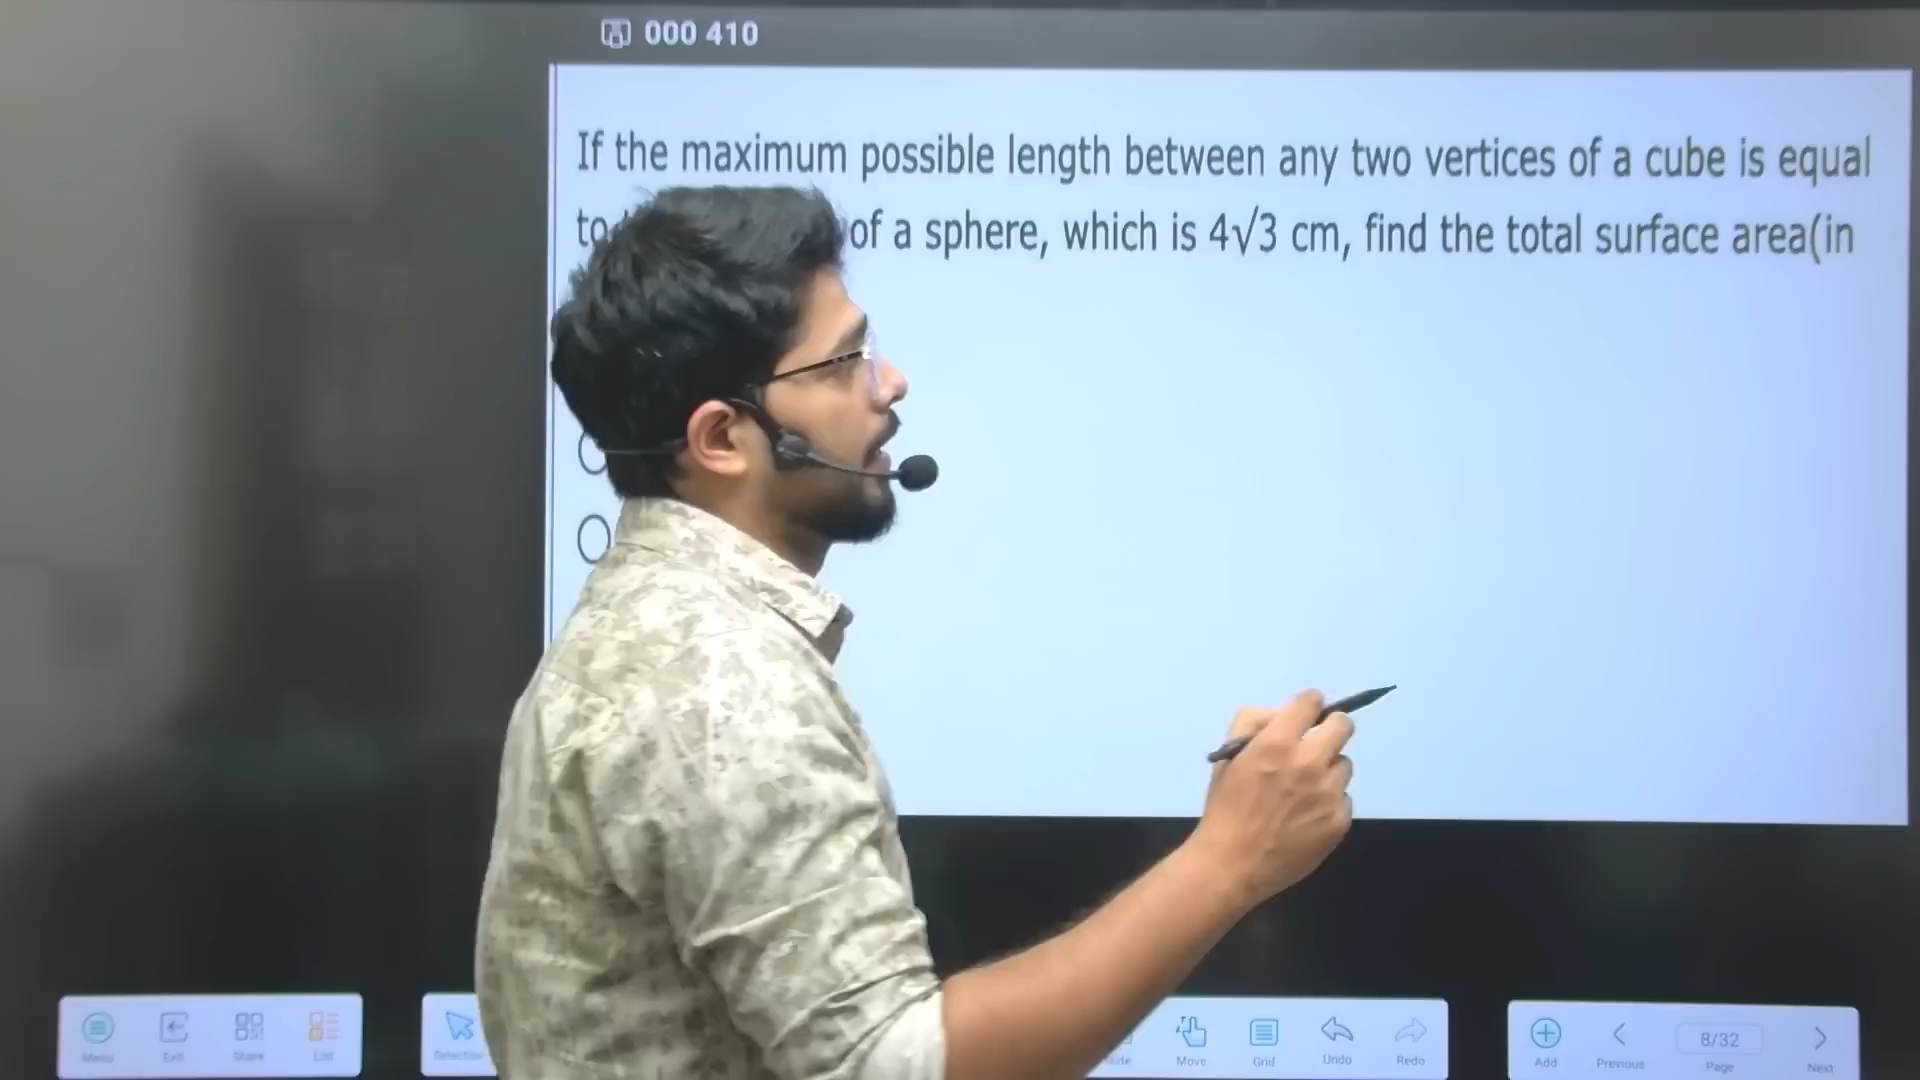 000 410
If the maximum possible length between any two vertices of a cube is equal
to of a sphere, which is 4√3 cm, find the total surface area(in
Menu
Exit
Share
List
Selection
Move
Grid
Undo
Redo
Add
Previous
8/32
Page
Next